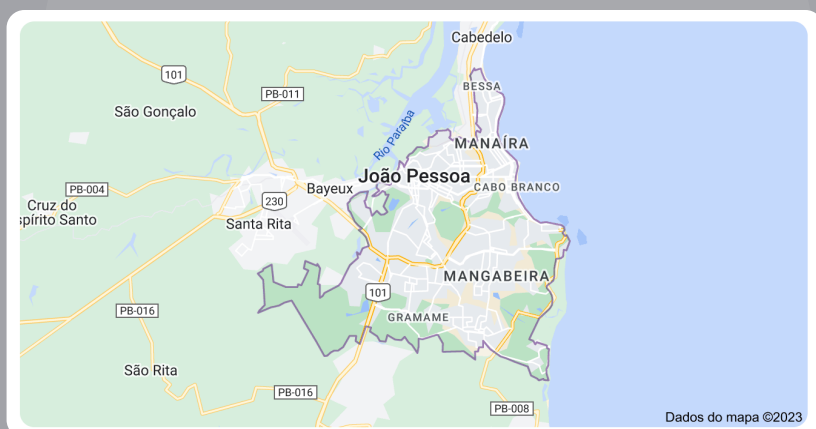 Cabedelo
101
BESSA
PB-011
São Gonçalo
Rio Paraíba
MANAÍRA
João Pessoa
CABO BRANCO
PB-004
Bayeux
230
Cruz do
spírito Santo
Santa Rita
MANGABEIRA
101
PB-016
GRAMAME
São Rita
PB-016
PB-008
Dados do mapa ©2023